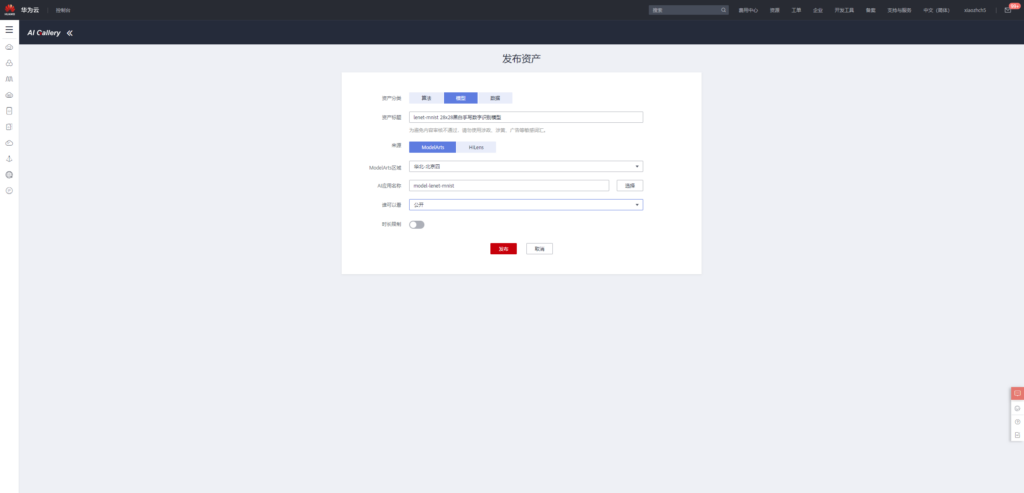 华为云 控制台 搜索 费用中心 资源 工单 企业 开发工具 备案 支持与服务 中文（简体） xiaozhch5 99+
AI Gallery
发布资产
资产分类 算法 模型 数据
资产标题 lenet-mnist 28x28黑白手写数字识别模型
为避免内容审核不通过，请勿使用涉政、涉黄、广告等敏感词汇。
来源 ModelArts HiLens
ModelArts区域 华北-北京四
AI应用名称 model-lenet-mnist 选择
谁可以看 公开
时长限制
发布 取消